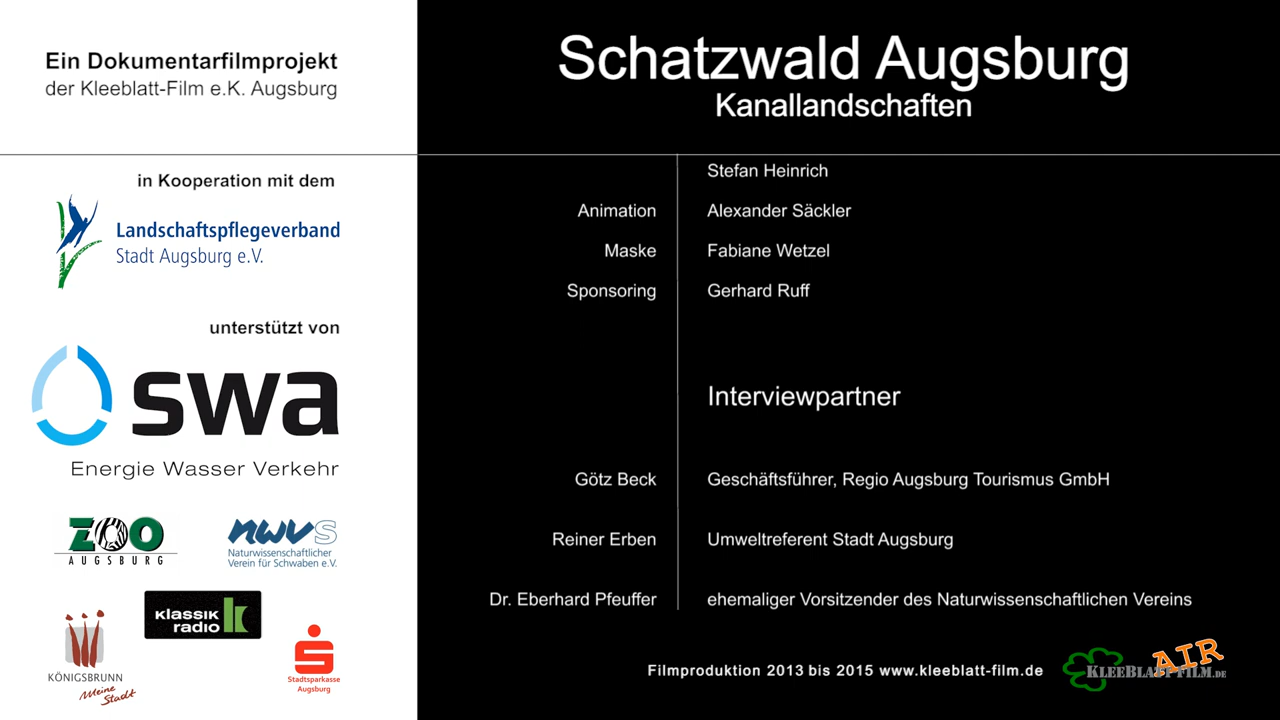 Ein Dokumentarfilmprojekt
der Kleeblatt-Film e.K. Augsburg
in Kooperation mit dem
Landschaftspflegeverband
Stadt Augsburg e.V.
unterstützt von
swa
Energie Wasser Verkehr
ZOO
AUGSBURG
nwvs
Naturwissenschaftlicher
Verein für Schwaben e.V.
klassik
radio
KÖNIGSBRUNN
Meine
Stadt
Stadtsparkasse
Augsburg
Schatzwald Augsburg
Kanallandschaften
Stefan Heinrich
Animation Alexander Säckler
Maske Fabiane Wetzel
Sponsoring Gerhard Ruff
Interviewpartner
Götz Beck Geschäftsführer, Regio Augsburg Tourismus GmbH
Reiner Erben Umweltreferent Stadt Augsburg
Dr. Eberhard Pfeuffer ehemaliger Vorsitzender des Naturwissenschaftlichen Vereins
Filmproduktion 2013 bis 2015 www.kleeblatt-film.de
AIR
KLEEBLATT-FILM.DE